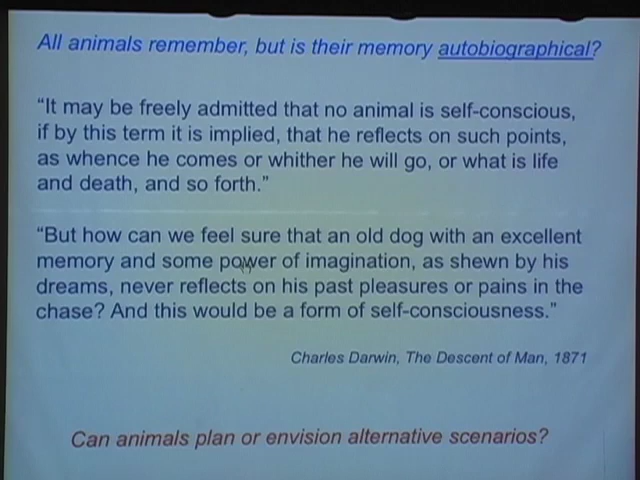 All animals remember, but is their memory autobiographical?
“It may be freely admitted that no animal is self-conscious,
if by this term it is implied, that he reflects on such points,
as whence he comes or whither he will go, or what is life
and death, and so forth.”
“But how can we feel sure that an old dog with an excellent
memory and some power of imagination, as shewn by his
dreams, never reflects on his past pleasures or pains in the
chase? And this would be a form of self-consciousness.”
Charles Darwin, The Descent of Man, 1871
Can animals plan or envision alternative scenarios?